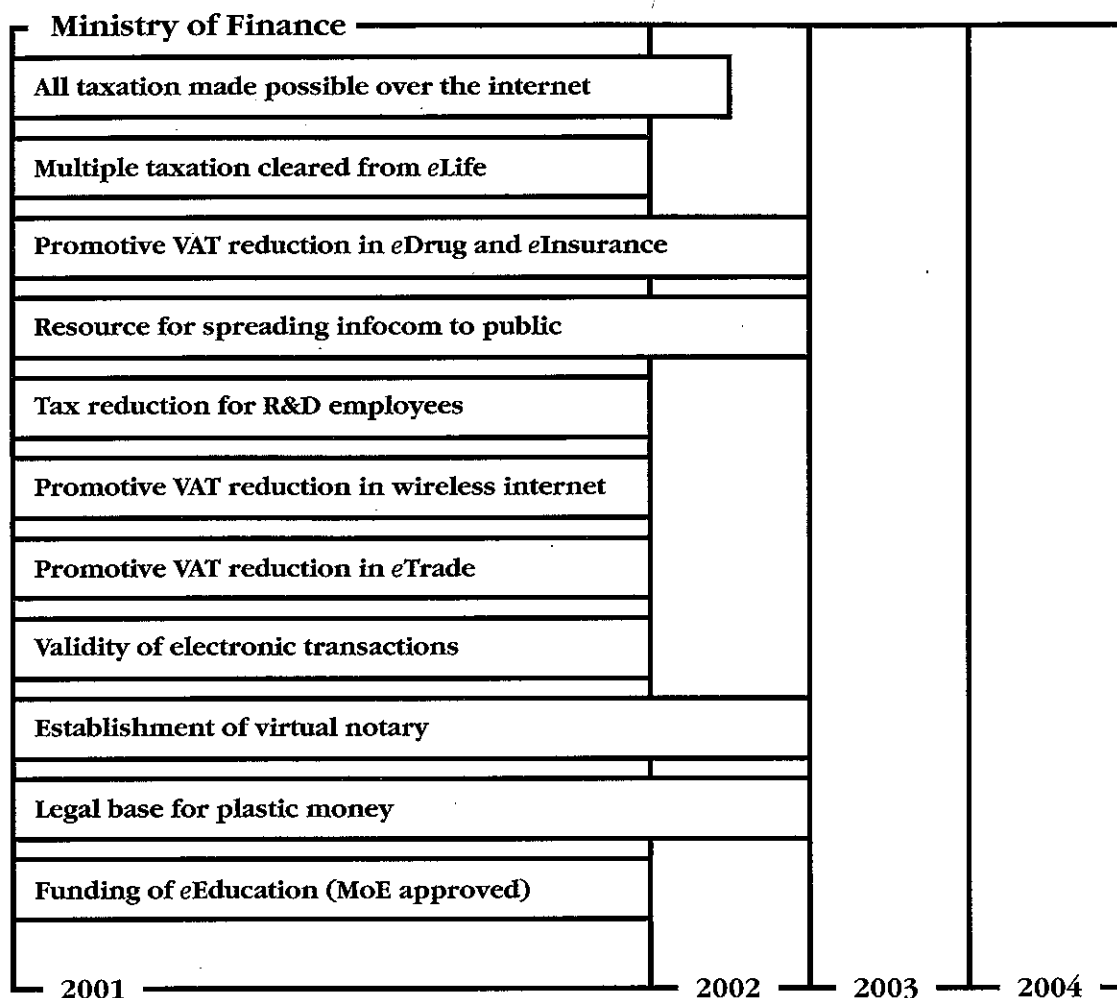 Ministry of Finance
All taxation made possible over the internet
Multiple taxation cleared from eLife
Promotive VAT reduction in eDrug and eInsurance
Resource for spreading infocom to public
Tax reduction for R&D employees
Promotive VAT reduction in wireless internet
Promotive VAT reduction in eTrade
Validity of electronic transactions
Establishment of virtual notary
Legal base for plastic money
Funding of eEducation (MoE approved)
2001 2002 2003 2004